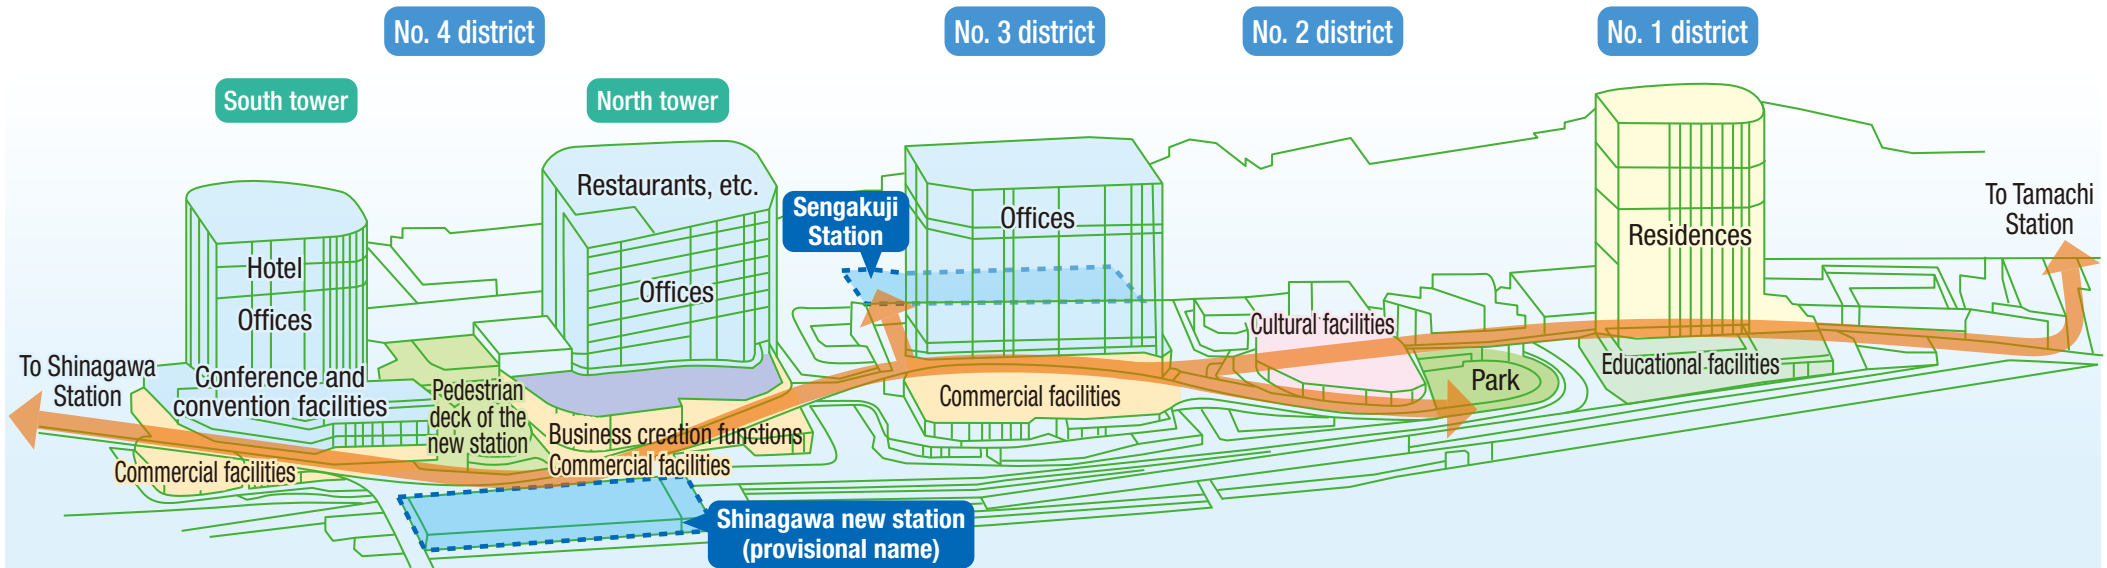 No. 4 district
No. 3 district
No. 2 district
No. 1 district
South tower
North tower
Restaurants, etc.
Offices
Hotel
Offices
Conference and
convention facilities
To Shinagawa
Station
Commercial facilities
Pedestrian
deck of the
new station
Business creation functions
Commercial facilities
Shinagawa new station
(provisional name)
Sengakuji
Station
Offices
Commercial facilities
Cultural facilities
Park
Residences
Educational facilities
To Tamachi
Station